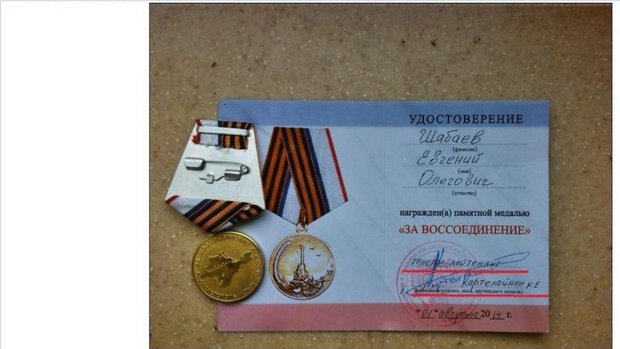 УДОСТОВЕРЕНИЕ
Шабаев
(фамилия)
Евгений
(имя)
Олегович
(отчество)
награжден(а) памятной медалью
«ЗА ВОССОЕДИНЕНИЕ»
генерал-лейтенант
Картелайнен К.Е
"01" августа 2014 г.